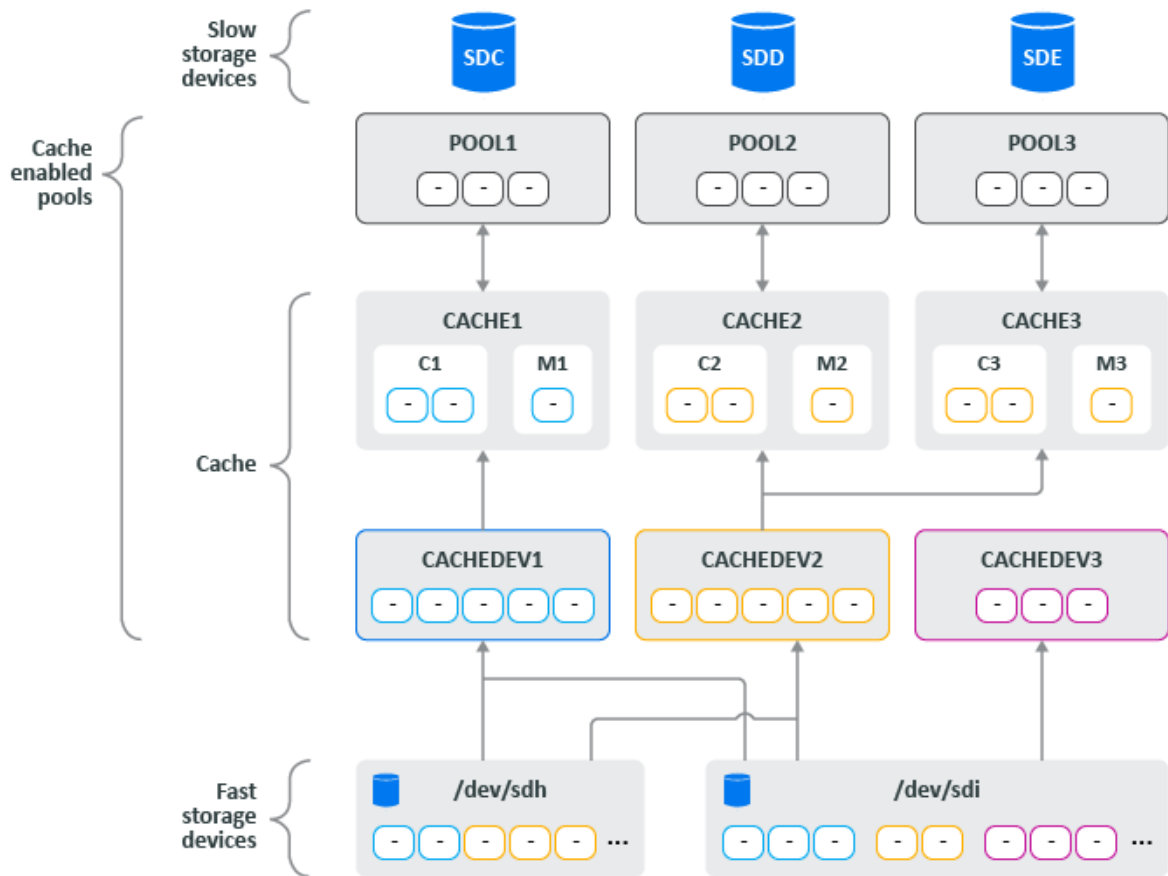 Slow
storage
devices
SDC
SDD
SDE
Cache
enabled
pools
POOL1
- - -
POOL2
- - -
POOL3
- - -
Cache
CACHE1
C1
- -
M1
-
CACHE2
C2
- -
M2
-
CACHE3
C3
- -
M3
-
CACHEDEV1
- - - - -
CACHEDEV2
- - - - -
CACHEDEV3
- - -
Fast
storage
devices
/dev/sdh
- - - - - ...
/dev/sdi
- - - - - - - - ...